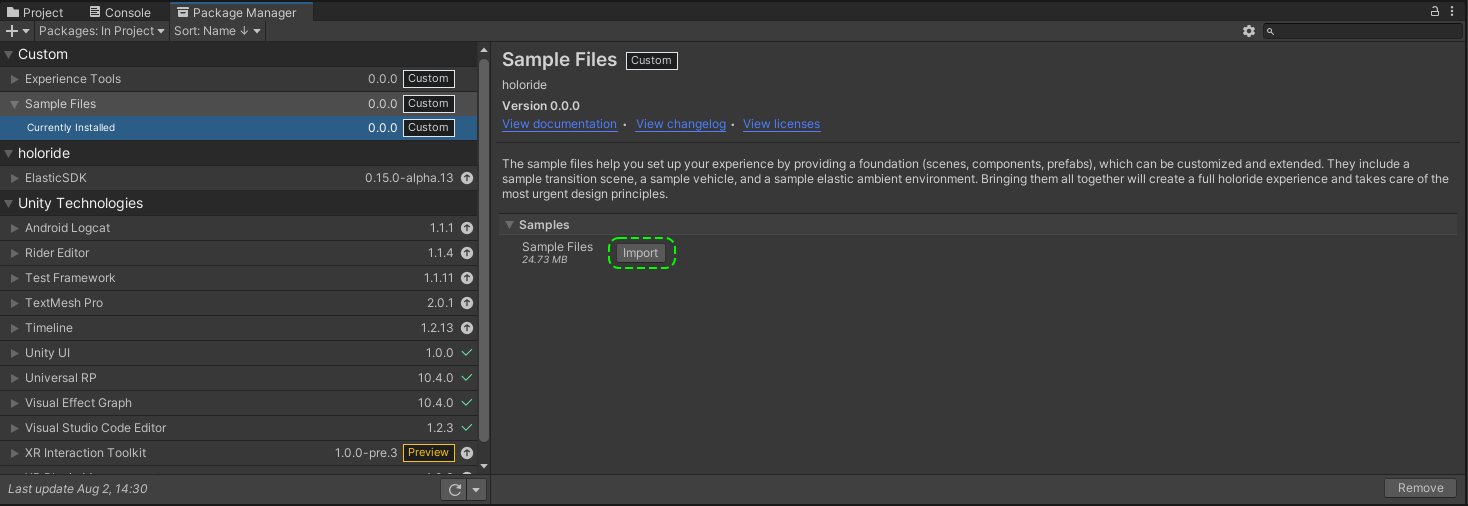 Project Console Package Manager
Packages: In Project Sort: Name ↓
Custom
Experience Tools 0.0.0 Custom
Sample Files 0.0.0 Custom
Currently Installed 0.0.0 Custom
holoride
ElasticSDK 0.15.0-alpha.13
Unity Technologies
Android Logcat 1.1.1
Rider Editor 1.1.4
Test Framework 1.1.11
TextMesh Pro 2.0.1
Timeline 1.2.13
Unity UI 1.0.0
Universal RP 10.4.0
Visual Effect Graph 10.4.0
Visual Studio Code Editor 1.2.3
XR Interaction Toolkit 1.0.0-pre.3 Preview
Last update Aug 2, 14:30
Sample Files Custom
holoride
Version 0.0.0
View documentation • View changelog • View licenses
The sample files help you set up your experience by providing a foundation (scenes, components, prefabs), which can be customized and extended. They include a
sample transition scene, a sample vehicle, and a sample elastic ambient environment. Bringing them all together will create a full holoride experience and takes care of the
most urgent design principles.
Samples
Sample Files Import
24.73 MB
Remove